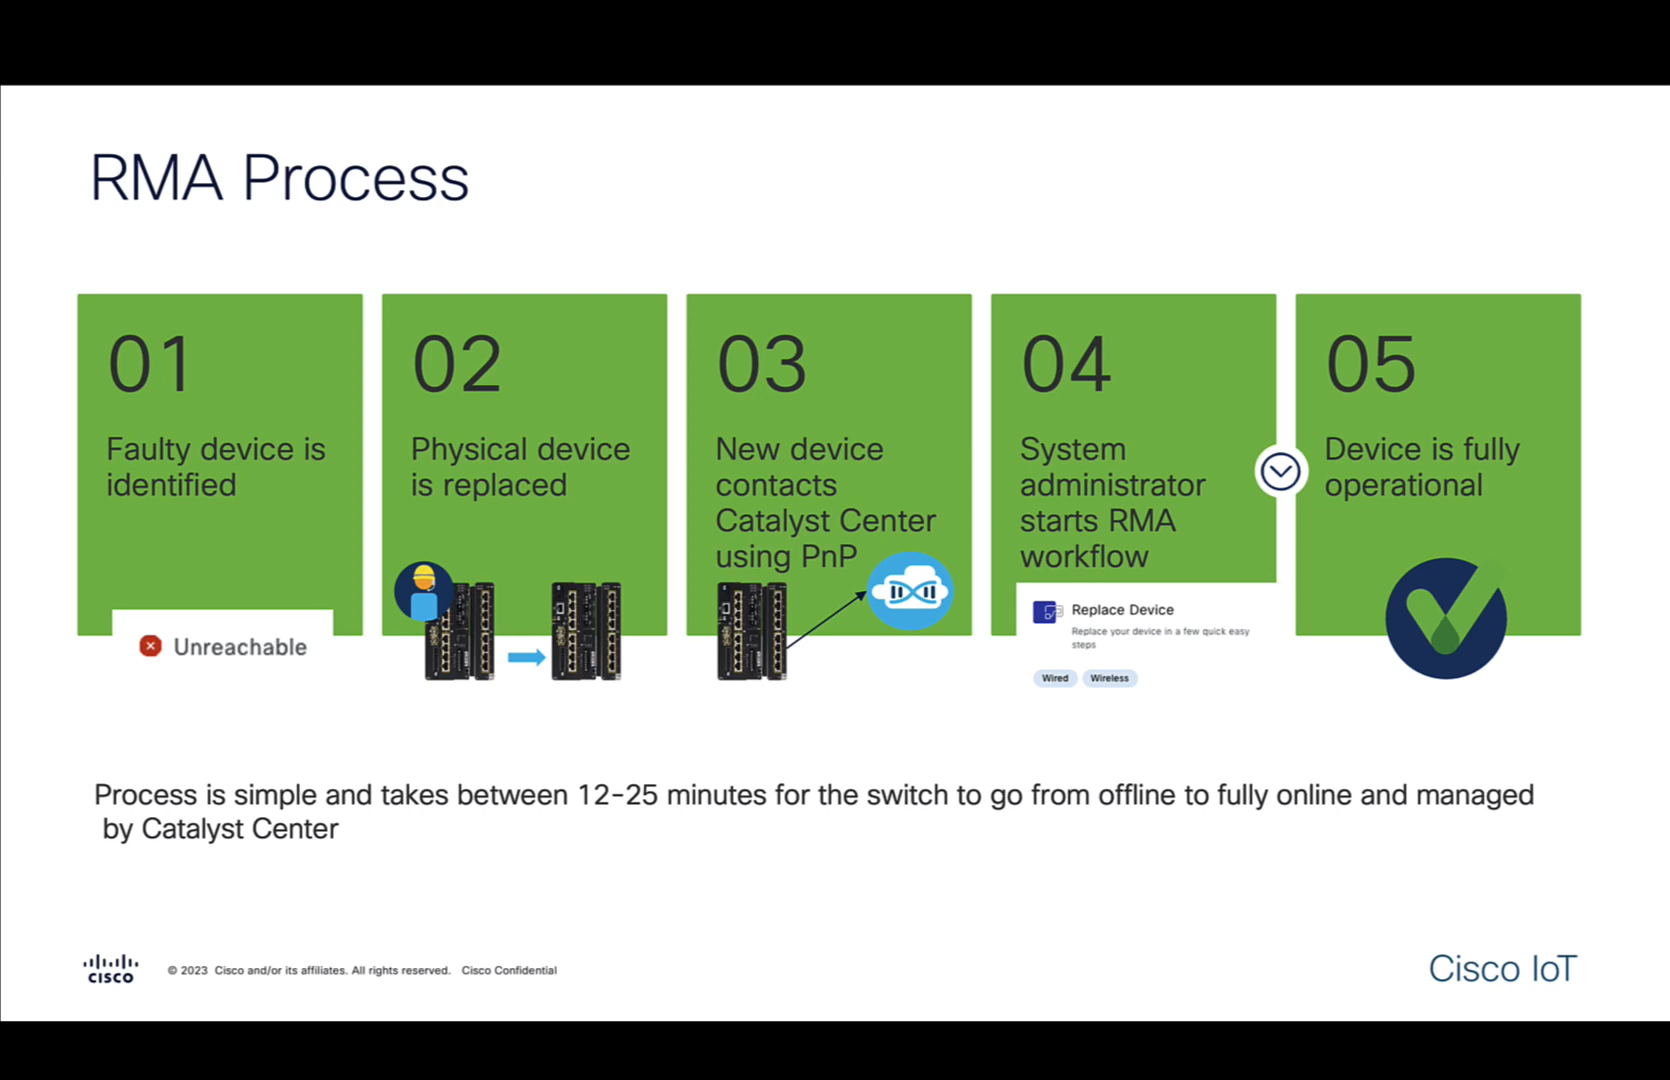 RMA Process
01
Faulty device is
identified
Unreachable
02
Physical device
is replaced
03
New device
contacts
Catalyst Center
using PnP
04
System
administrator
starts RMA
workflow
Replace Device
Replace your device in a few quick easy
steps
Wired Wireless
05
Device is fully
operational
Process is simple and takes between 12-25 minutes for the switch to go from offline to fully online and managed
by Catalyst Center
CISCO
© 2023 Cisco and/or its affiliates. All rights reserved. Cisco Confidential
Cisco IoT